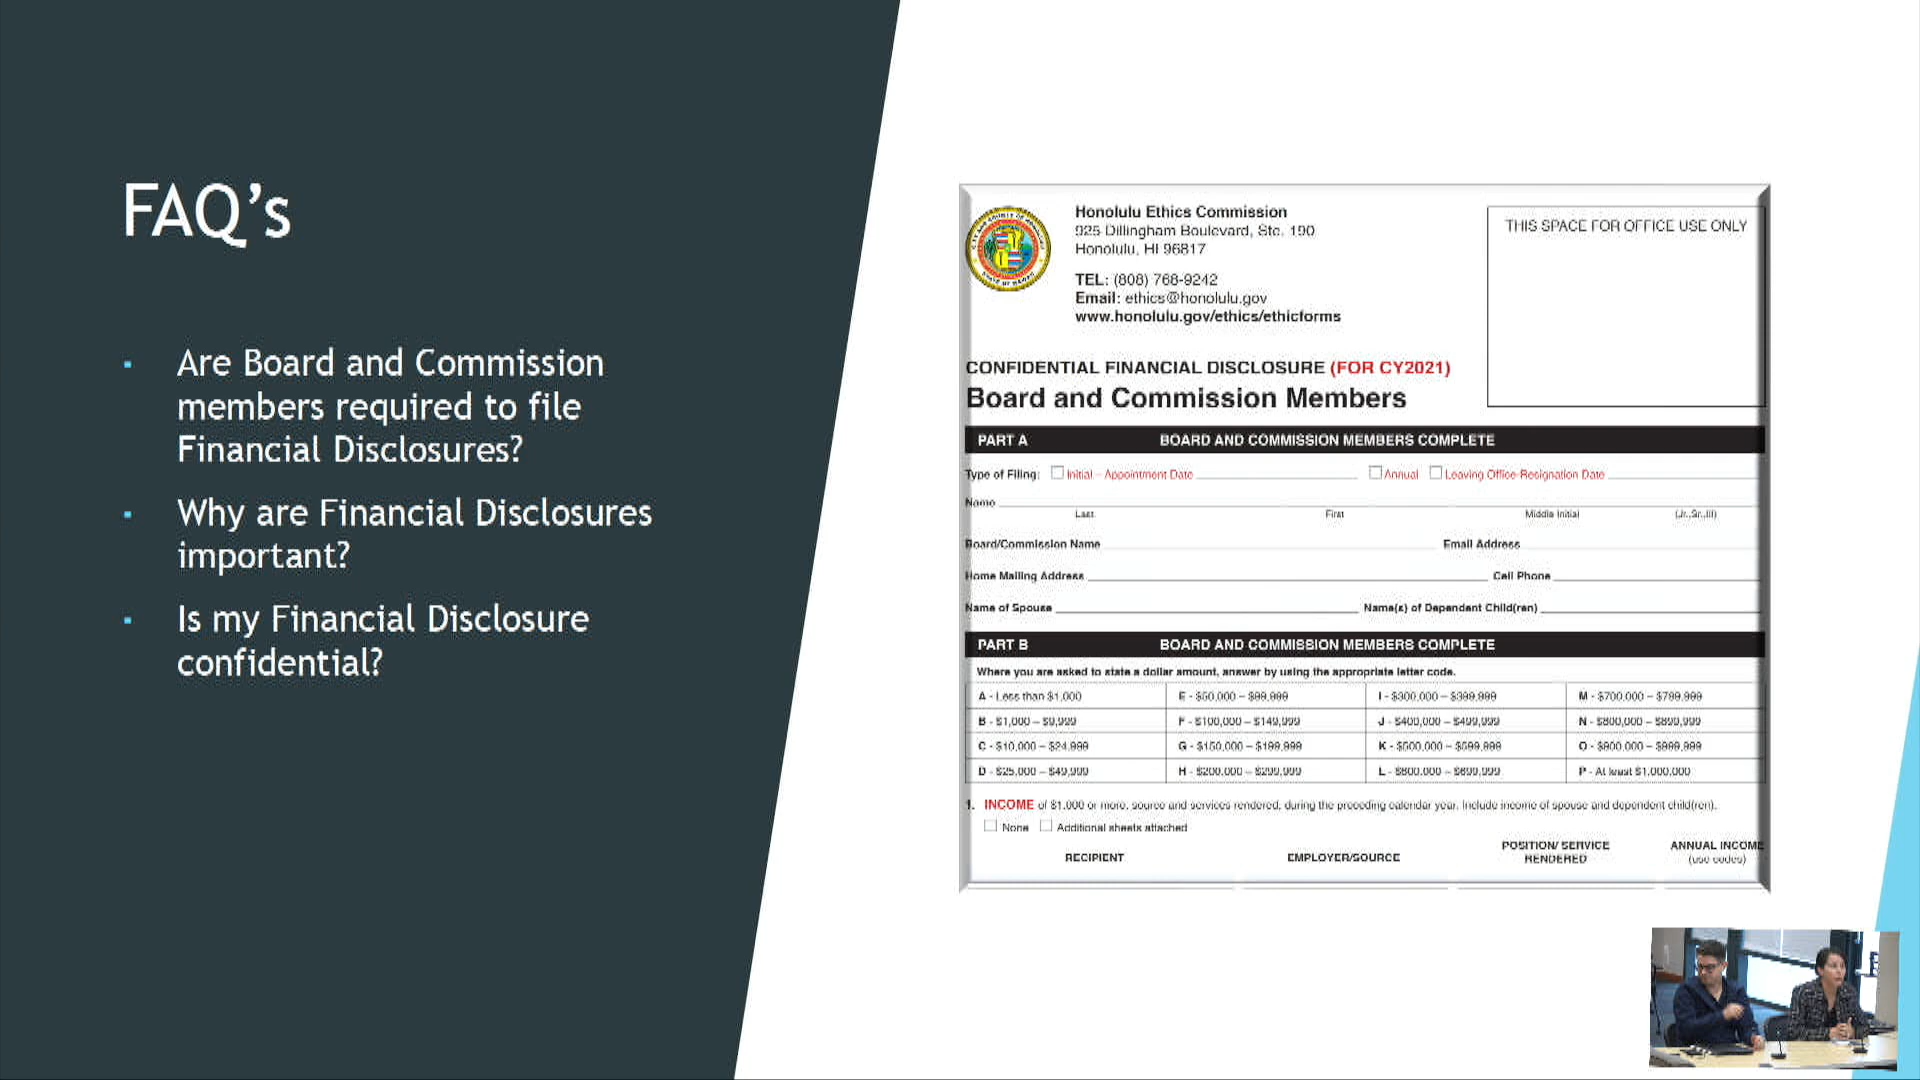 FAQ's
▪ Are Board and Commission
members required to file
Financial Disclosures?
▪ Why are Financial Disclosures
important?
▪ Is my Financial Disclosure
confidential?
Honolulu Ethics Commission
925 Dillingham Boulevard, Ste. 190
Honolulu, HI 96817
TEL: (808) 768-9242
Email: ethics@honolulu.gov
www.honolulu.gov/ethics/ethicforms
THIS SPACE FOR OFFICE USE ONLY
CONFIDENTIAL FINANCIAL DISCLOSURE (FOR CY2021)
Board and Commission Members
PART A BOARD AND COMMISSION MEMBERS COMPLETE
Type of Filing: Initial – Appointment Date Annual Leaving Office-Resignation Date
Name
Last First Middle Initial (Jr.,Sr.,III)
Board/Commission Name Email Address
Home Mailing Address Cell Phone
Name of Spouse Name(s) of Dependent Child(ren)
PART B BOARD AND COMMISSION MEMBERS COMPLETE
Where you are asked to state a dollar amount, answer by using the appropriate letter code.
A - Less than $1,000 E - $50,000 – $99,999 I - $300,000 – $399,999 M - $700,000 – $799,999
B - $1,000 – $9,999 F - $100,000 – $149,999 J - $400,000 – $499,999 N - $800,000 – $899,999
C - $10,000 – $24,999 G - $150,000 – $199,999 K - $500,000 – $599,999 O - $900,000 – $999,999
D - $25,000 – $49,999 H - $200,000 – $299,999 L - $600,000 – $699,999 P - At least $1,000,000
1. INCOME of $1,000 or more, source and services rendered, during the preceding calendar year. Include income of spouse and dependent child(ren).
None Additional sheets attached
RECIPIENT EMPLOYER/SOURCE POSITION/ SERVICE RENDERED ANNUAL INCOME (use codes)